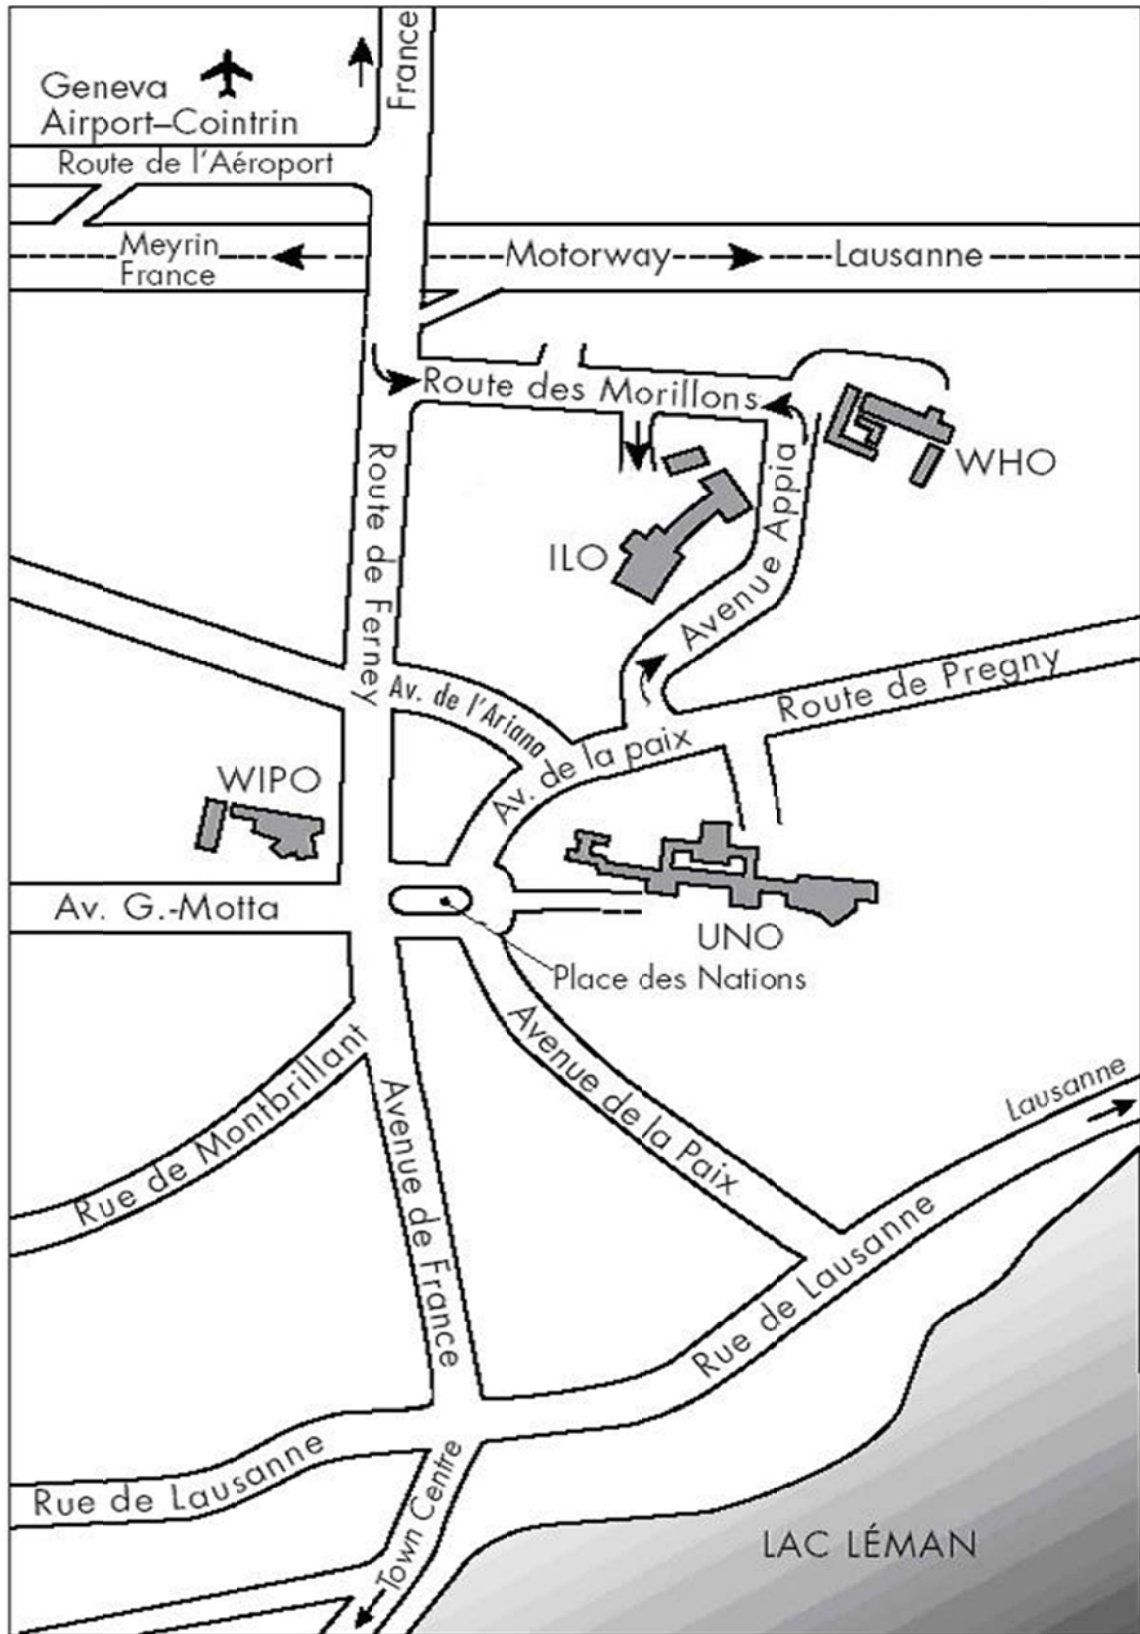 France
Geneva
Airport–Cointrin
Route de l'Aéroport
Meyrin
France
Motorway
Lausanne
Route des Morillons
WHO
Route de Ferney
Avenue Appia
ILO
Av. de l'Ariana
Route de Pregny
Av. de la paix
WIPO
Av. G.-Motta
UNO
Place des Nations
Avenue de la Paix
Rue de Montbrillant
Avenue de France
Lausanne
Rue de Lausanne
Rue de Lausanne
Town Centre
LAC LÉMAN